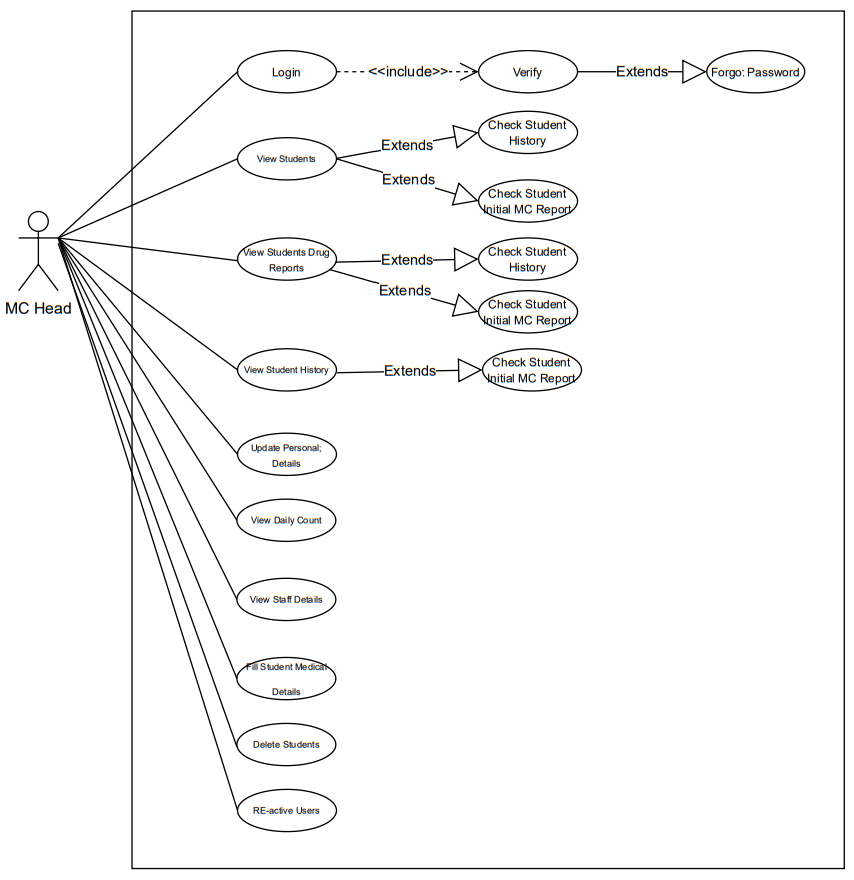 Login
<<include>>
Verify
Extends
Forgo: Password
View Students
Extends
Check Student
History
Extends
Check Student
Initial MC Report
MC Head
View Students Drug
Reports
Extends
Check Student
History
Extends
Check Student
Initial MC Report
View Student History
Extends
Check Student
Initial MC Report
Update Personal;
Details
View Daily Count
View Staff Details
Fill Student Medical
Details
Delete Students
RE-active Users